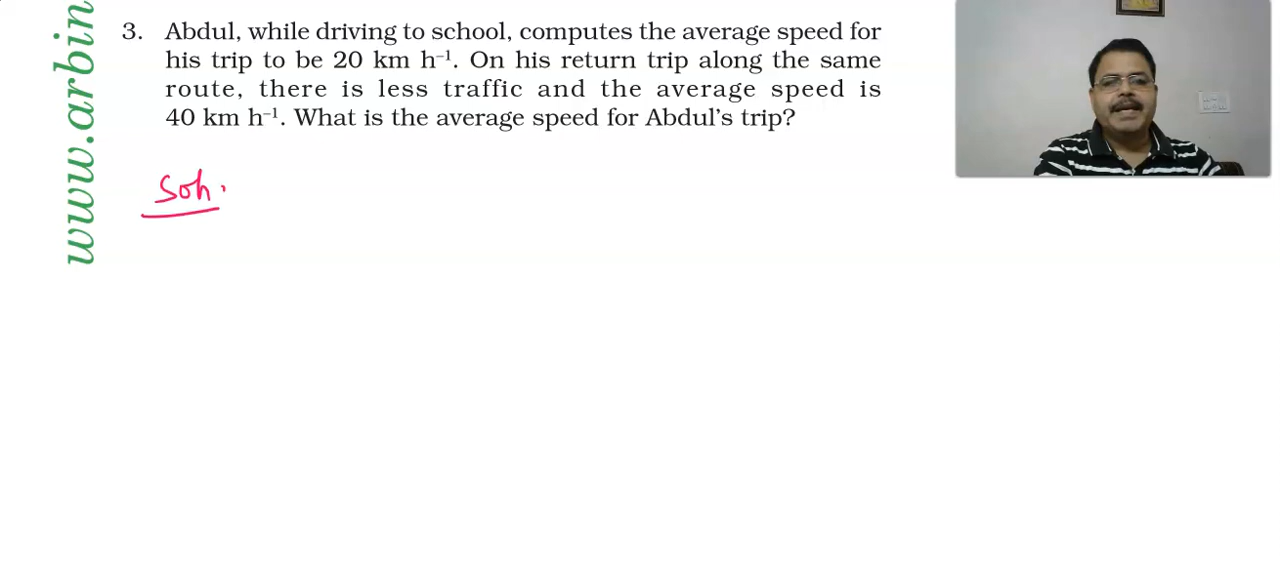 3. Abdul, while driving to school, computes the average speed for
his trip to be 20 km h⁻¹. On his return trip along the same
route, there is less traffic and the average speed is
40 km h⁻¹. What is the average speed for Abdul's trip?
Soln.
www.arbin